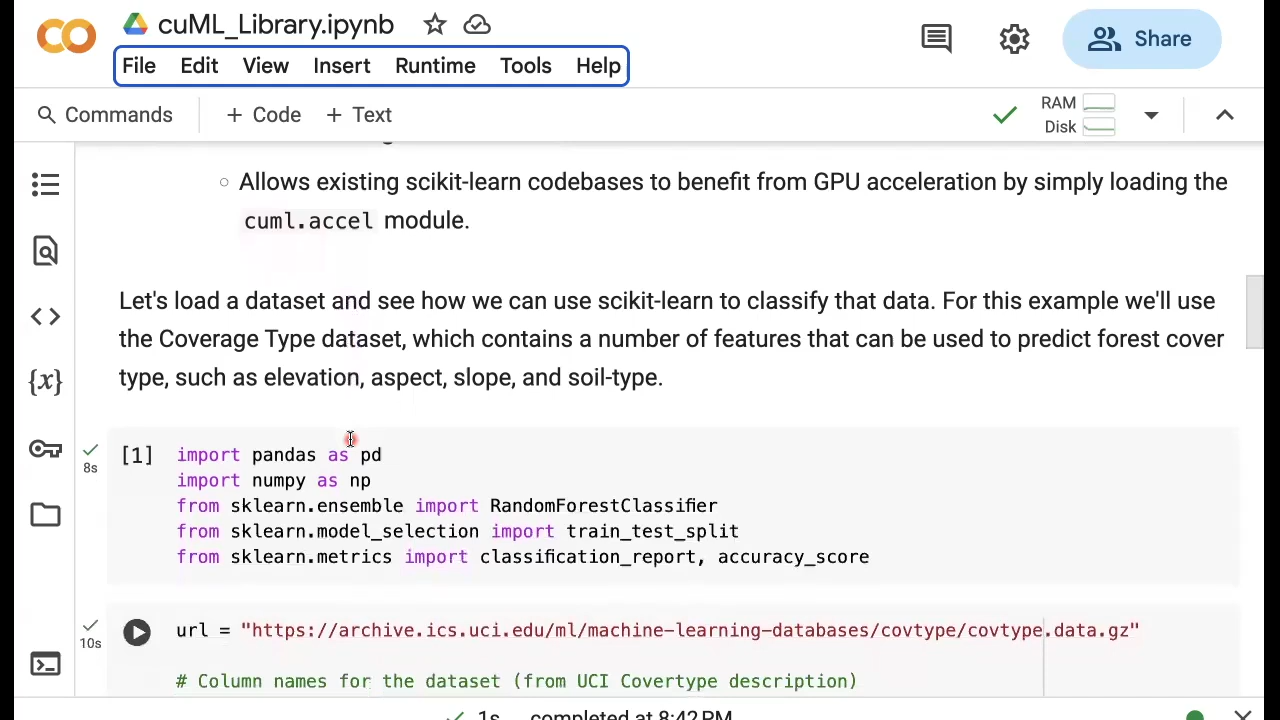 cuML_Library.ipynb
File Edit View Insert Runtime Tools Help
Share
Commands + Code + Text
RAM
Disk
Allows existing scikit-learn codebases to benefit from GPU acceleration by simply loading the
cuml.accel module.
Let's load a dataset and see how we can use scikit-learn to classify that data. For this example we'll use
the Coverage Type dataset, which contains a number of features that can be used to predict forest cover
type, such as elevation, aspect, slope, and soil-type.
[1] import pandas as pd
8s
import numpy as np
from sklearn.ensemble import RandomForestClassifier
from sklearn.model_selection import train_test_split
from sklearn.metrics import classification_report, accuracy_score
10s
url = "https://archive.ics.uci.edu/ml/machine-learning-databases/covtype/covtype.data.gz"
# Column names for the dataset (from UCI Covertype description)
1s completed at 8:42 PM